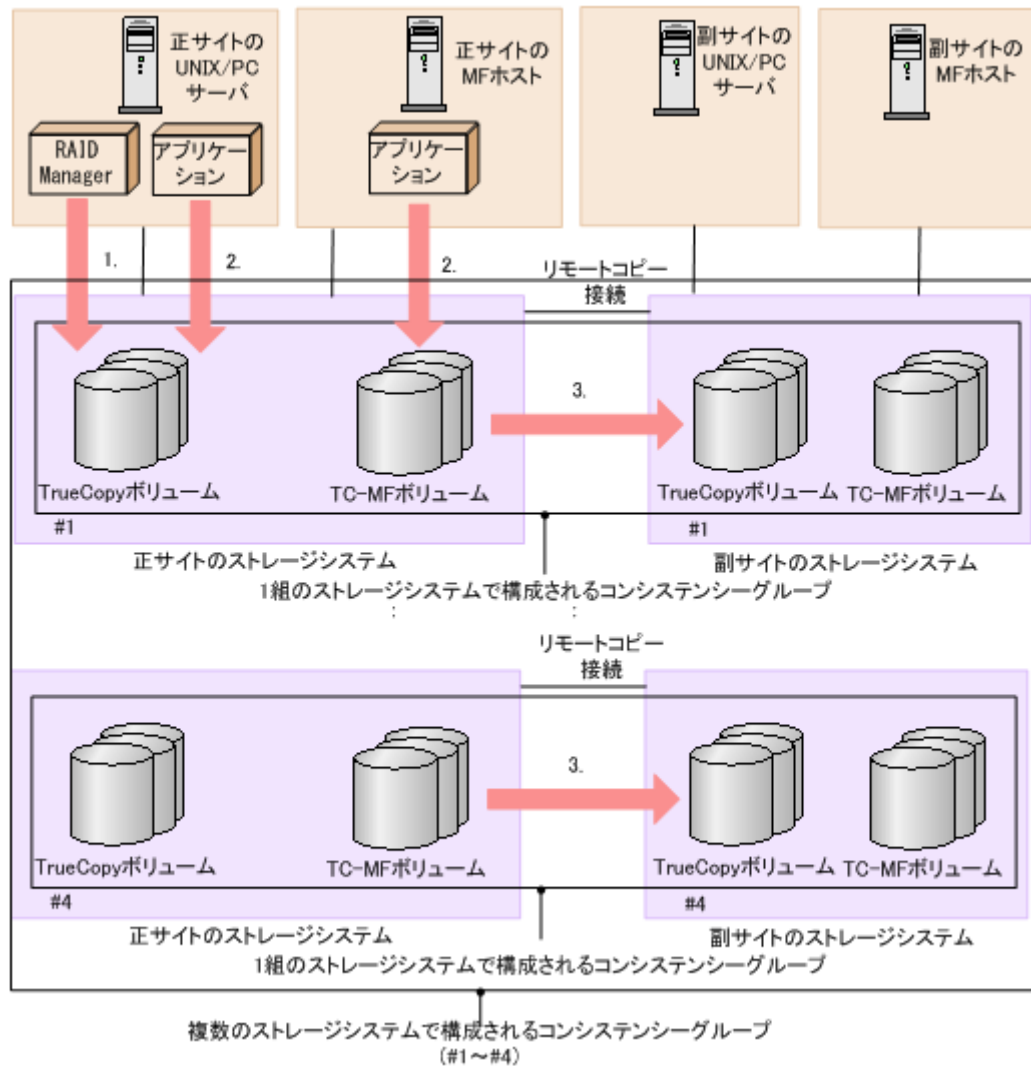 正サイトの
UNIX/PC
サーバ
正サイトの
MFホスト
副サイトの
UNIX/PC
サーバ
副サイトの
MFホスト
RAID
Manager
アプリケー
ション
アプリケー
ション
1.
2.
2.
リモートコピー
接続
3.
TrueCopyボリューム
TC-MFボリューム
TrueCopyボリューム
TC-MFボリューム
#1
#1
正サイトのストレージシステム
副サイトのストレージシステム
1組のストレージシステムで構成されるコンシステンシーグループ
:
:
リモートコピー
接続
3.
TrueCopyボリューム
TC-MFボリューム
TrueCopyボリューム
TC-MFボリューム
#4
#4
正サイトのストレージシステム
副サイトのストレージシステム
1組のストレージシステムで構成されるコンシステンシーグループ
複数のストレージシステムで構成されるコンシステンシーグループ
(#1～#4)